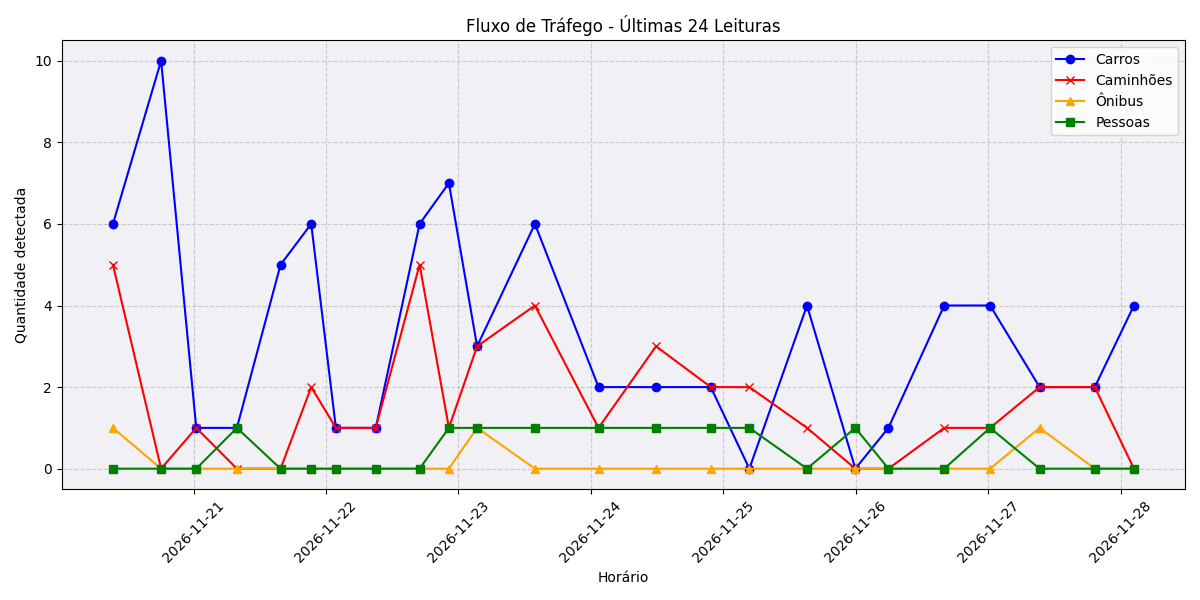 Fluxo de Tráfego - Últimas 24 Leituras
Carros
Caminhões
Ônibus
Pessoas
Quantidade detectada
10
8
6
4
2
0
2026-11-21
2026-11-22
2026-11-23
2026-11-24
2026-11-25
2026-11-26
2026-11-27
2026-11-28
Horário